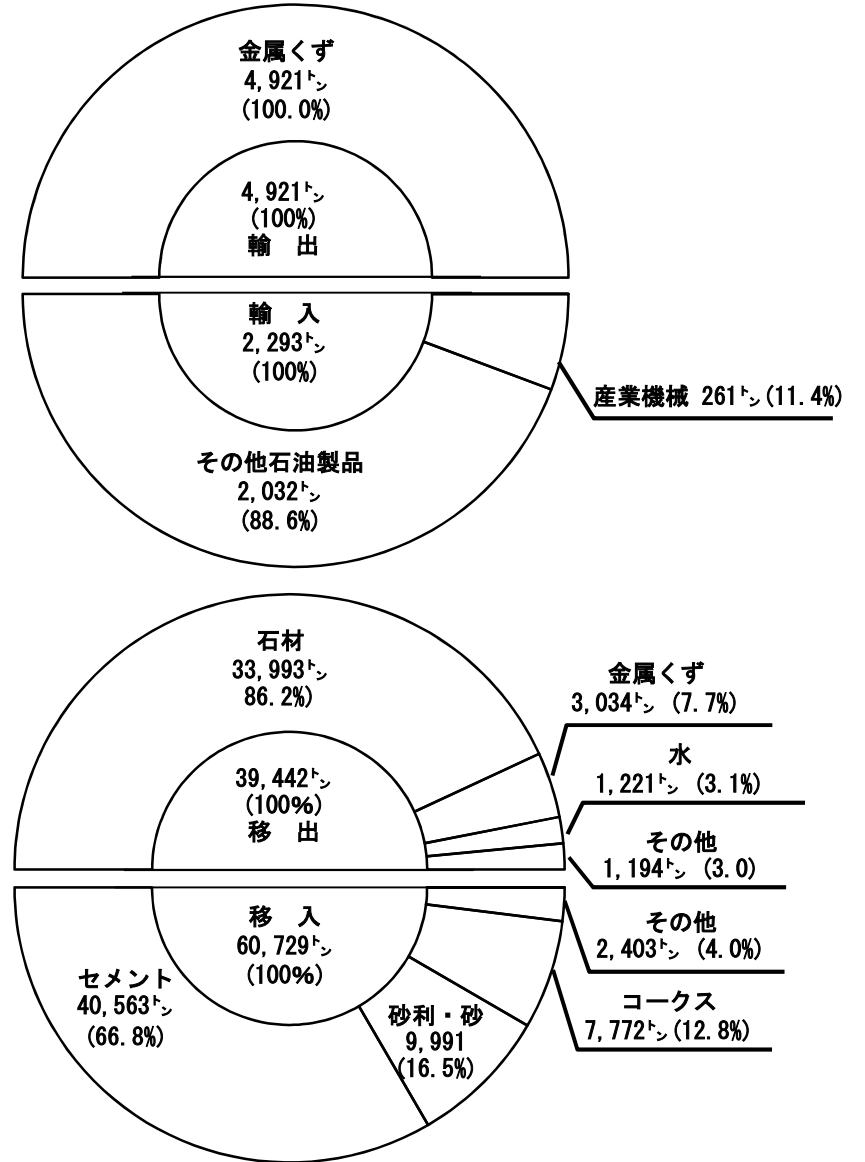 金属くず
4,921㌧
(100.0%)
4,921㌧
(100%)
輸 出
輸 入
2,293㌧
(100%)
産業機械 261㌧(11.4%)
その他石油製品
2,032㌧
(88.6%)
石材
33,993㌧
86.2%)
金属くず
3,034㌧ (7.7%)
水
1,221㌧ (3.1%)
その他
1,194㌧ (3.0)
39,442㌧
(100%)
移 出
移 入
60,729㌧
(100%)
その他
2,403㌧ (4.0%)
コークス
7,772㌧(12.8%)
砂利・砂
9,991
(16.5%)
セメント
40,563㌧
(66.8%)